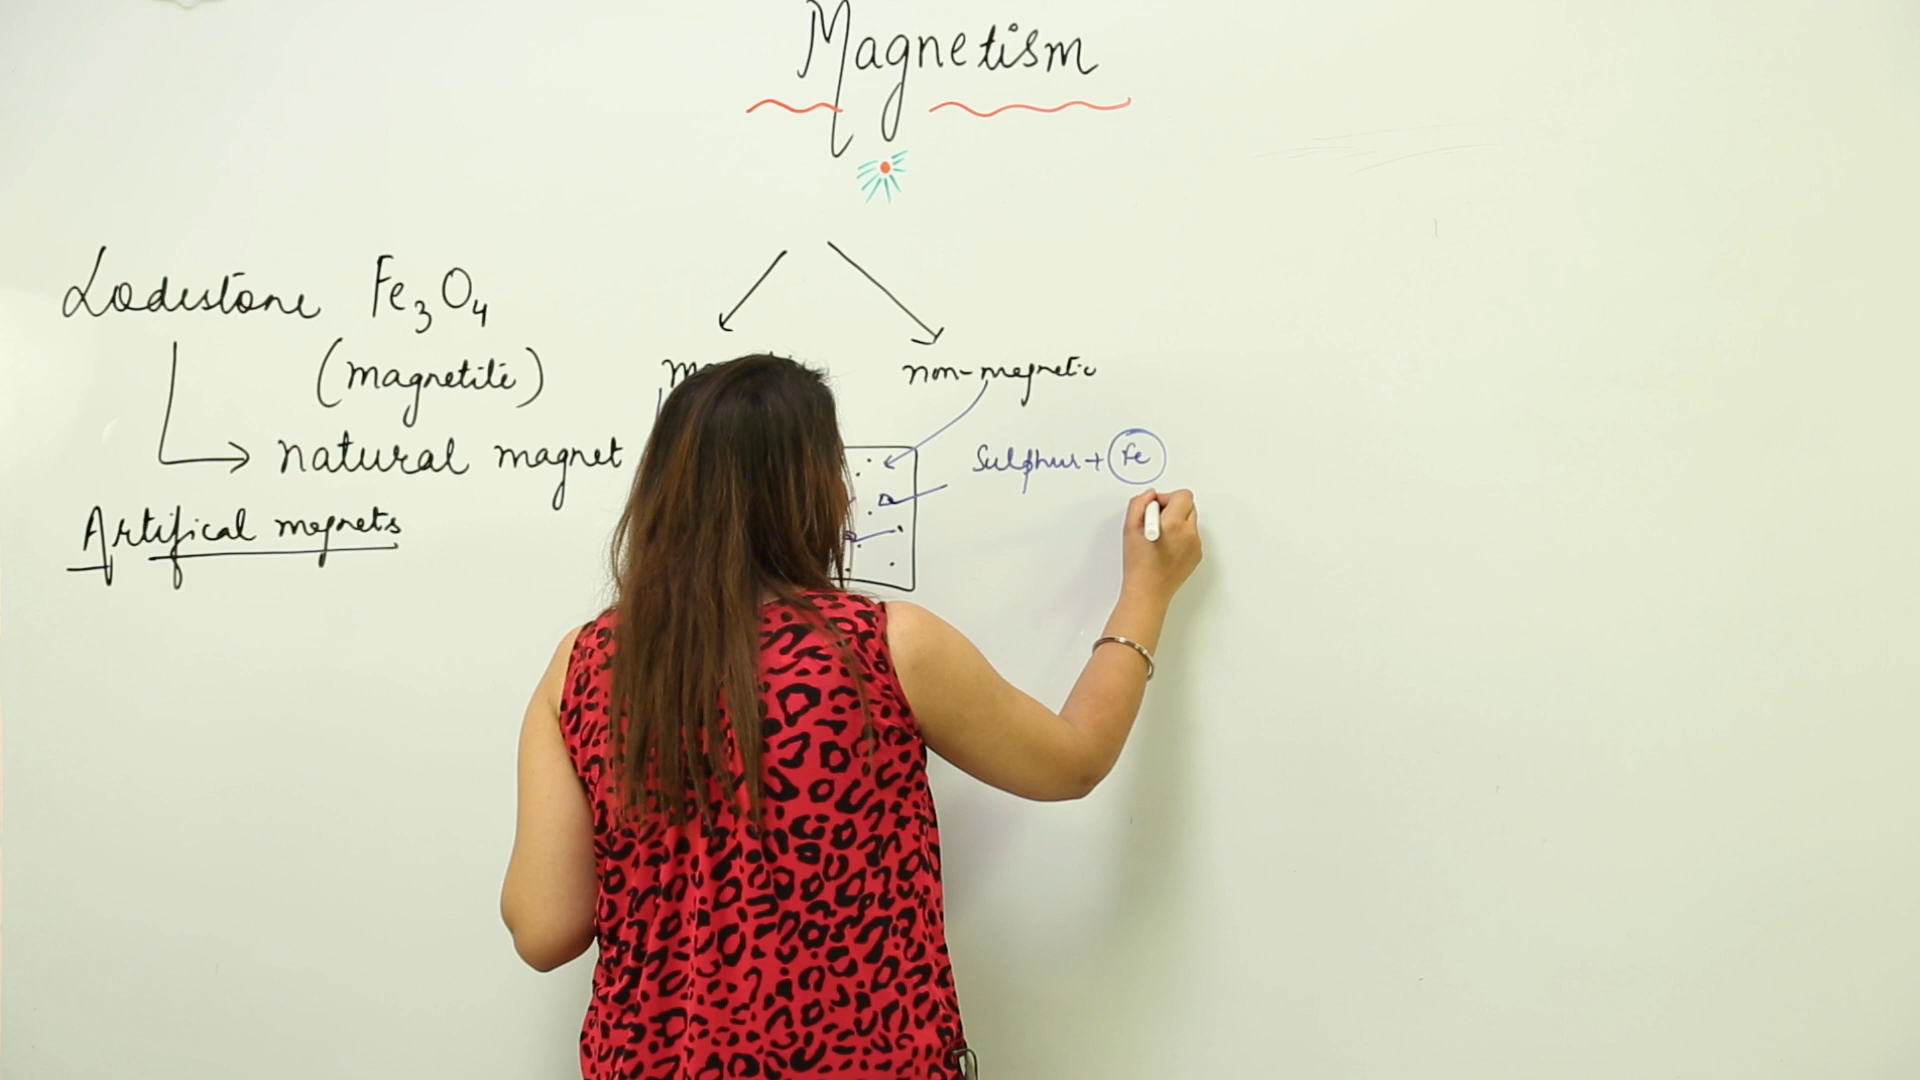 Magnetism
Lodestone Fe3O4
(magnetite)
natural magnet
Artifical magnets
non-magnetic
Sulphur + Fe